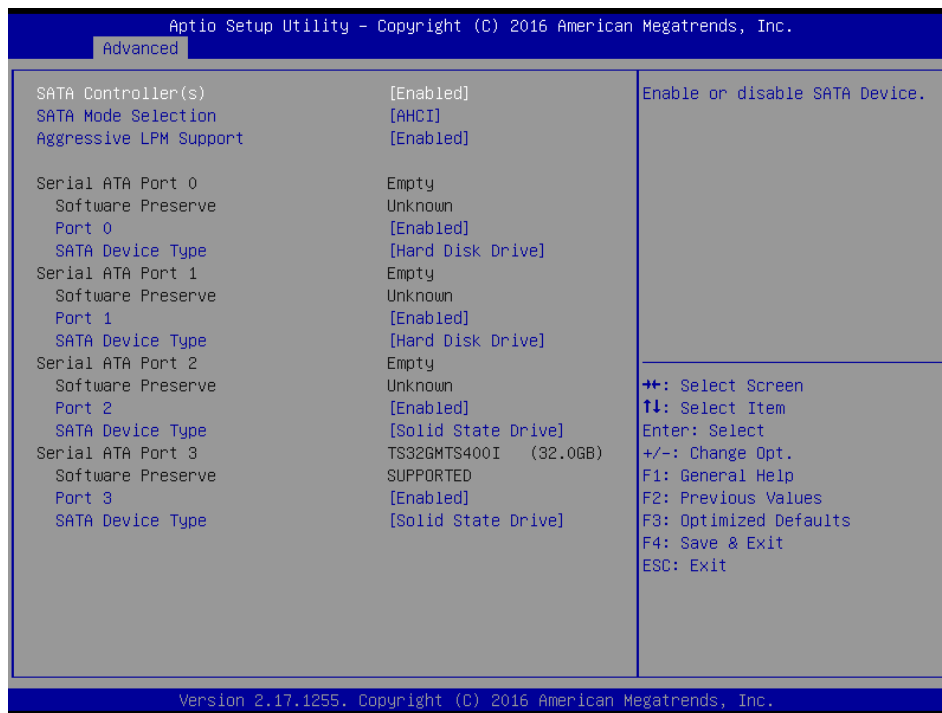 Aptio Setup Utility – Copyright (C) 2016 American Megatrends, Inc.
Advanced
SATA Controller(s) [Enabled]
SATA Mode Selection [AHCI]
Aggressive LPM Support [Enabled]
Serial ATA Port 0 Empty
Software Preserve Unknown
Port 0 [Enabled]
SATA Device Type [Hard Disk Drive]
Serial ATA Port 1 Empty
Software Preserve Unknown
Port 1 [Enabled]
SATA Device Type [Hard Disk Drive]
Serial ATA Port 2 Empty
Software Preserve Unknown
Port 2 [Enabled]
SATA Device Type [Solid State Drive]
Serial ATA Port 3 TS32GMTS400I (32.0GB)
Software Preserve SUPPORTED
Port 3 [Enabled]
SATA Device Type [Solid State Drive]
Enable or disable SATA Device.
→←: Select Screen
↑↓: Select Item
Enter: Select
+/-: Change Opt.
F1: General Help
F2: Previous Values
F3: Optimized Defaults
F4: Save & Exit
ESC: Exit
Version 2.17.1255. Copyright (C) 2016 American Megatrends, Inc.